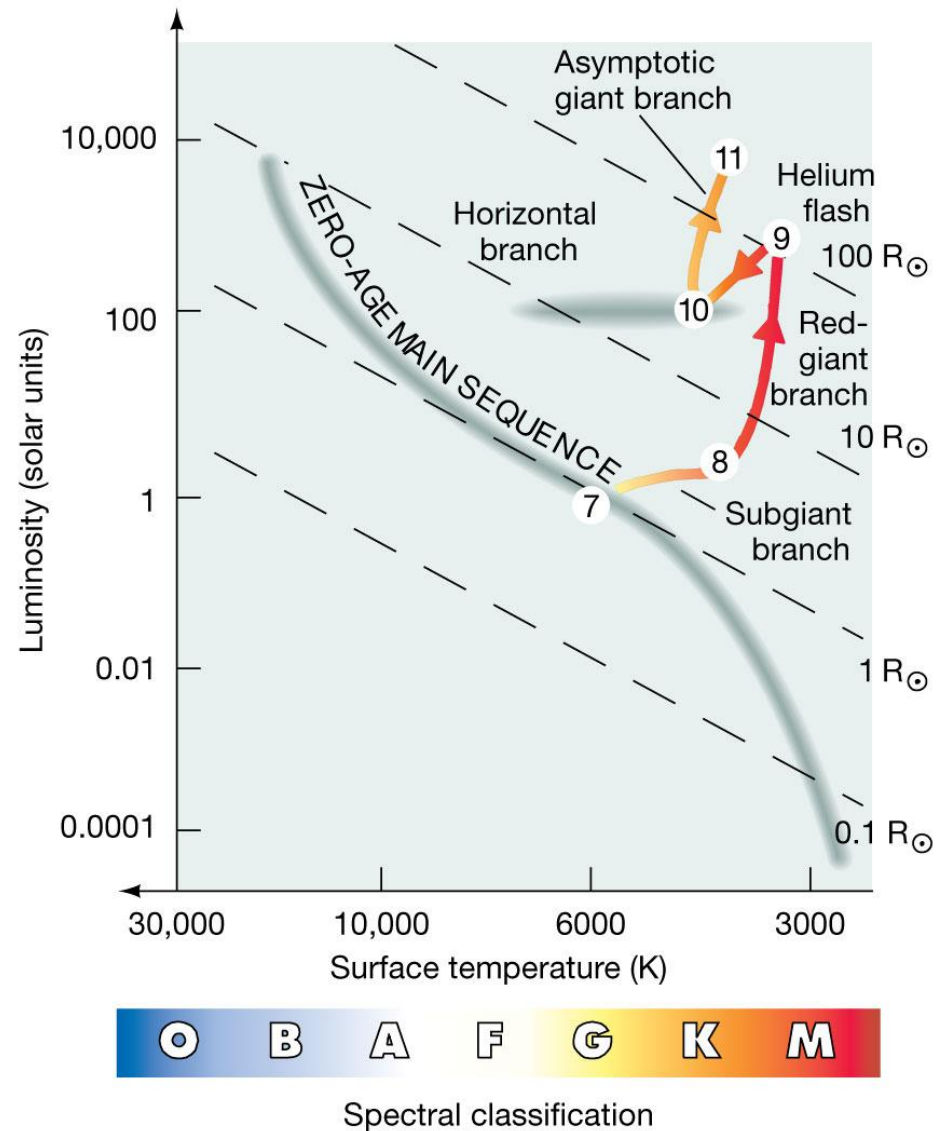 Asymptotic
giant branch
10,000
11
Helium
flash
ZERO-AGE MAIN SEQUENCE
Horizontal
branch
9
100 R☉
10
100
Red-
giant
branch
10 R☉
8
1
7
Subgiant
branch
Luminosity (solar units)
0.01
1 R☉
0.0001
0.1 R☉
30,000 10,000 6000 3000
Surface temperature (K)
O B A F G K M
Spectral classification